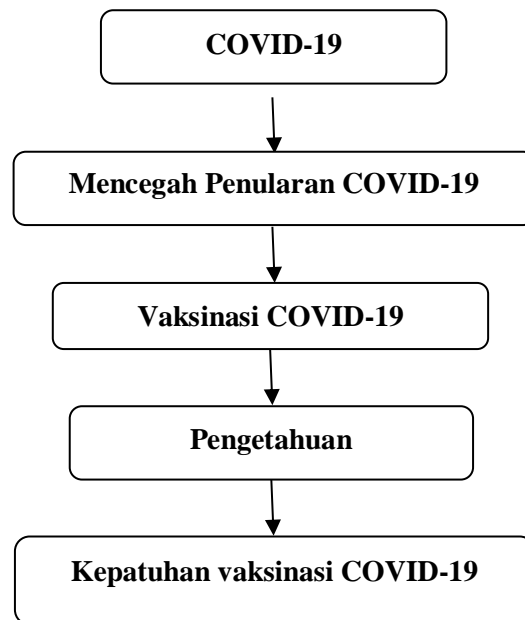 COVID-19
Mencegah Penularan COVID-19
Vaksinasi COVID-19
Pengetahuan
Kepatuhan vaksinasi COVID-19